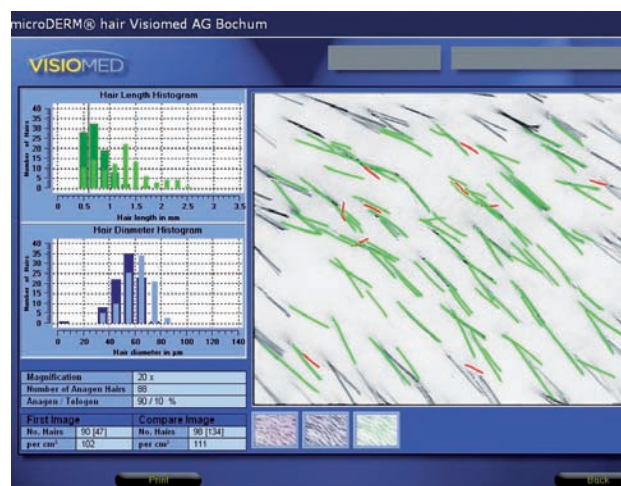 microDERM® hair Visiomed AG Bochum
VISIOMED
Hair Length Histogram
Number of Hairs
40
35
30
25
20
15
10
5
0
0 0.5 1 1.5 2 2.5 3 3.5
Hair length in mm
Hair Diameter Histogram
Number of Hairs
40
35
30
25
20
15
10
5
0
0 20 40 60 80 100 120 140
Hair diameter in µm
Magnification 20 x
Number of Anagen Hairs 88
Anagen / Telogen 90 / 10 %
First Image Compare Image
No. Hairs 90 [47] No. Hairs 98 [134]
per cm² 102 per cm² 111
Print Back